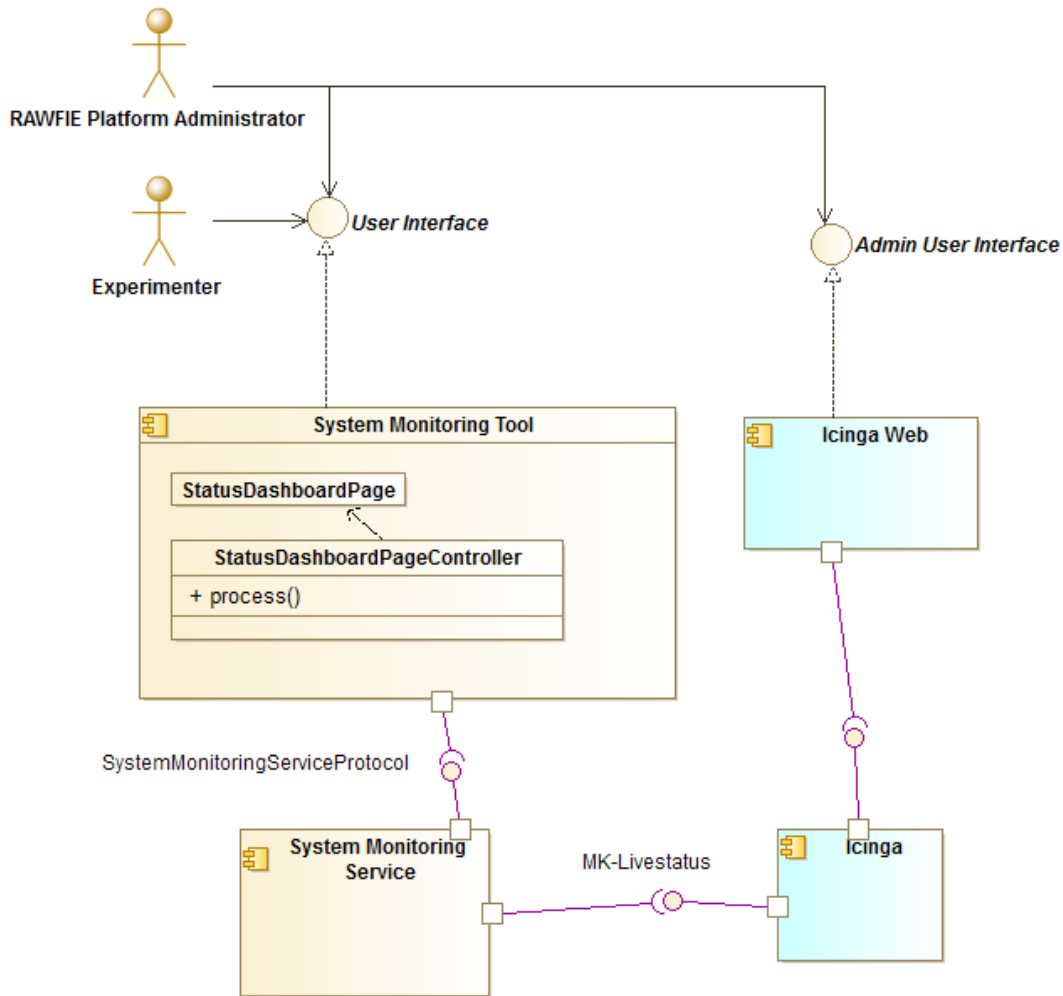 RAWFIE Platform Administrator
Experimenter
User Interface
Admin User Interface
System Monitoring Tool
StatusDashboardPage
StatusDashboardPageController
+ process()
Icinga Web
SystemMonitoringServiceProtocol
System Monitoring
Service
MK-Livestatus
Icinga